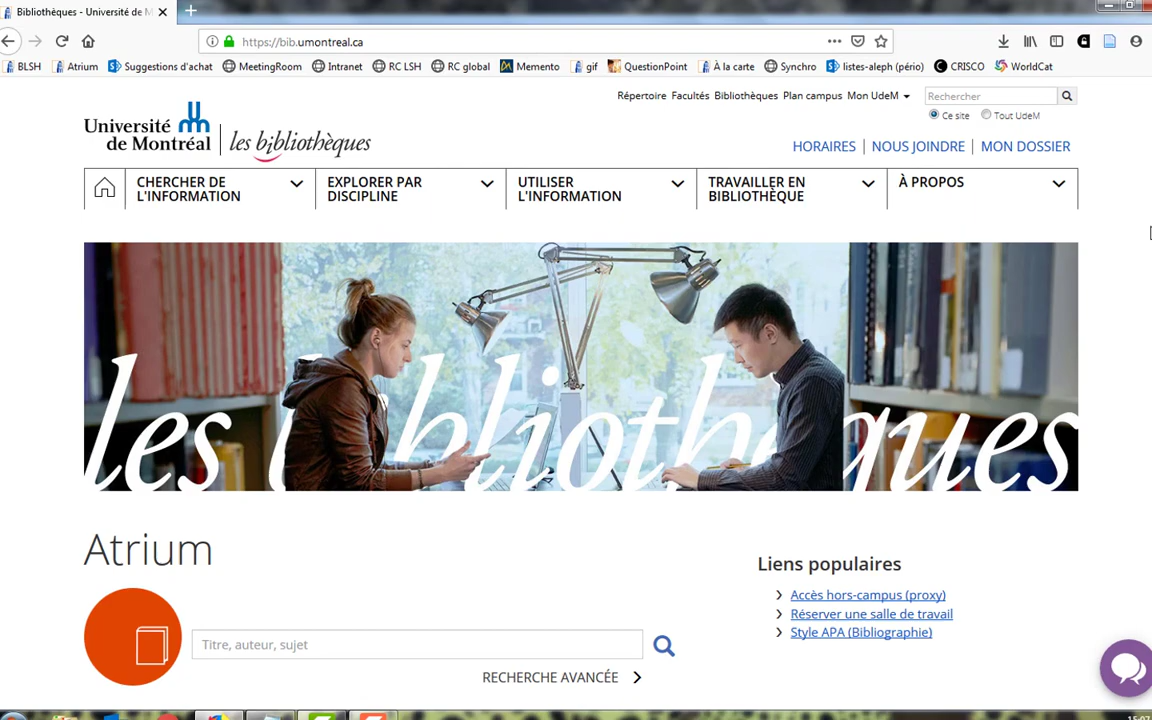 Bibliothèques - Université de M
https://bib.umontreal.ca
BLSH Atrium Suggestions d'achat MeetingRoom Intranet RC LSH RC global Memento gif QuestionPoint À la carte Synchro listes-aleph (pério) CRISCO WorldCat
Répertoire Facultés Bibliothèques Plan campus Mon UdeM Rechercher
Ce site Tout UdeM
Université
de Montréal
les bibliothèques
HORAIRES NOUS JOINDRE MON DOSSIER
CHERCHER DE
L'INFORMATION
EXPLORER PAR
DISCIPLINE
UTILISER
L'INFORMATION
TRAVAILLER EN
BIBLIOTHÈQUE
À PROPOS
les bibliothèques
Atrium
Titre, auteur, sujet
RECHERCHE AVANCÉE
Liens populaires
Accès hors-campus (proxy)
Réserver une salle de travail
Style APA (Bibliographie)